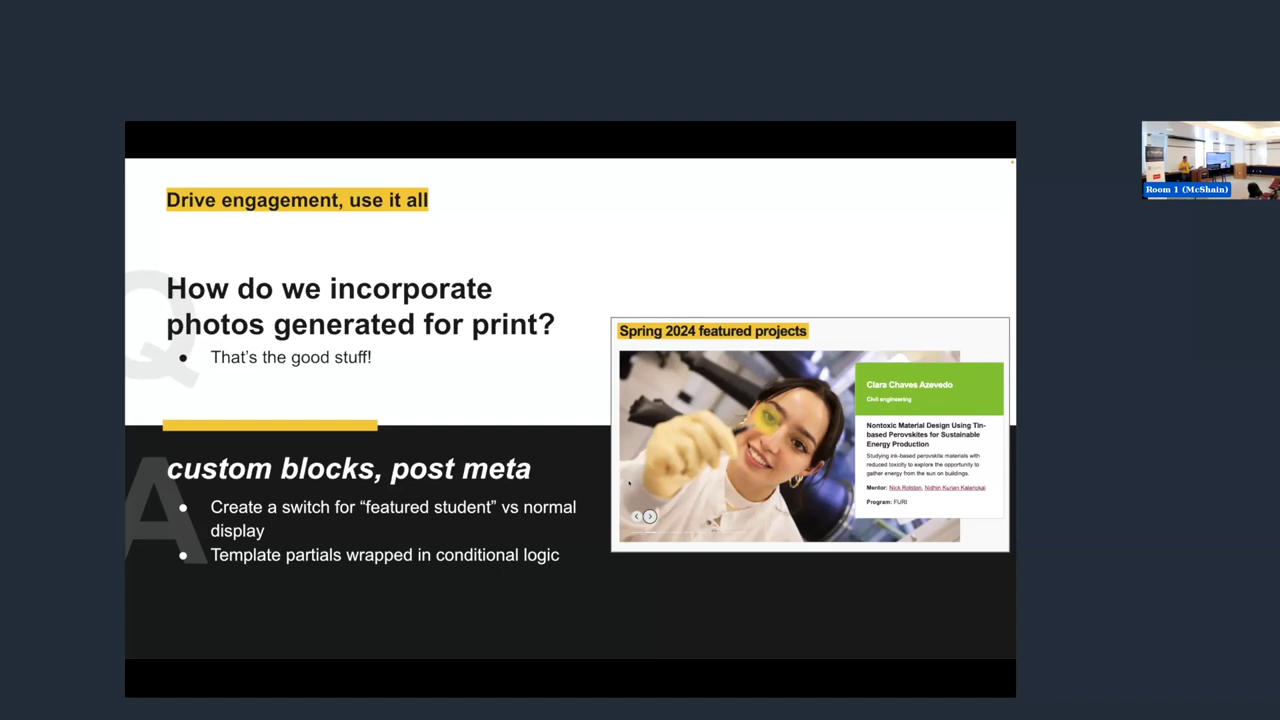 Drive engagement, use it all
How do we incorporate
photos generated for print?
● That's the good stuff!
custom blocks, post meta
● Create a switch for “featured student” vs normal
display
● Template partials wrapped in conditional logic
Q
A
Spring 2024 featured projects
Clara Chaves Azevedo
Civil engineering
Nontoxic Material Design Using Tin-
based Perovskites for Sustainable
Energy Production
Studying ink-based perovskite materials with
reduced toxicity to explore the opportunity to
gather energy from the sun on buildings.
Mentor: Nick Rolston, Nidhin Kurian Kalarickal
Program: FURI
Room 1 (McShain)